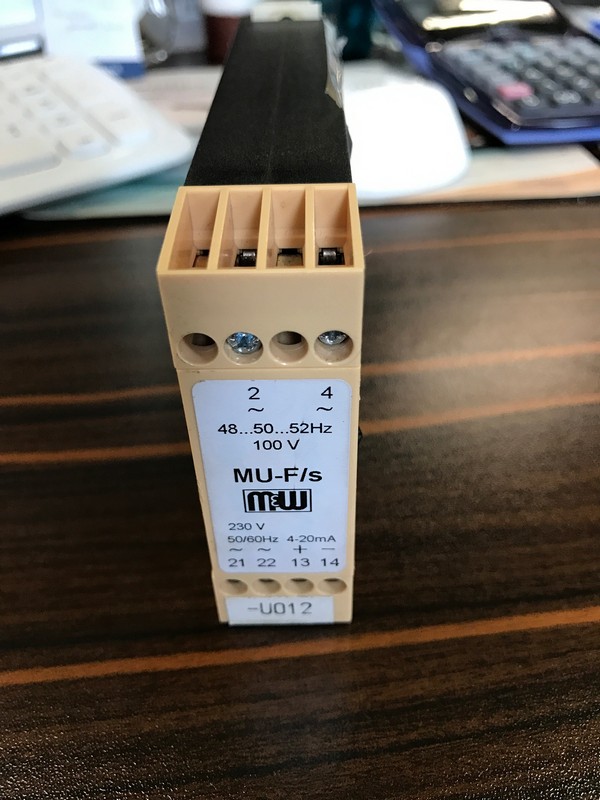 2 4
~ ~
48...50...52Hz
100 V
MU-F/s
M&W
230 V
50/60Hz 4-20mA
~ ~ + −
21 22 13 14
-U012